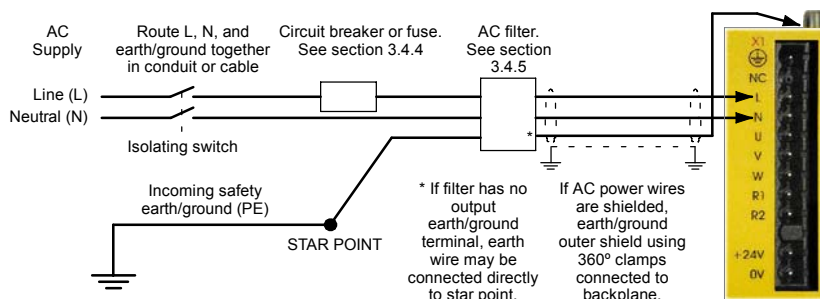 AC
Supply
Route L, N, and
earth/ground together
in conduit or cable
Circuit breaker or fuse.
See section 3.4.4
AC filter.
See section
3.4.5
Line (L)
Neutral (N)
Isolating switch
*
Incoming safety
earth/ground (PE)
STAR POINT
* If filter has no
output
earth/ground
terminal, earth
wire may be
connected directly
to star point.
If AC power wires
are shielded,
earth/ground
outer shield using
360º clamps
connected to
backplane.
X1
NC
L
N
U
V
W
R1
R2
+24V
0V